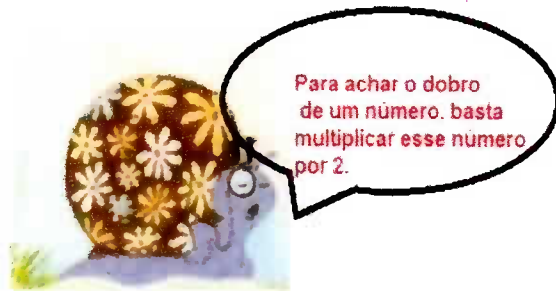 Para achar o dobro
de um número. basta
multiplicar esse número
por 2.